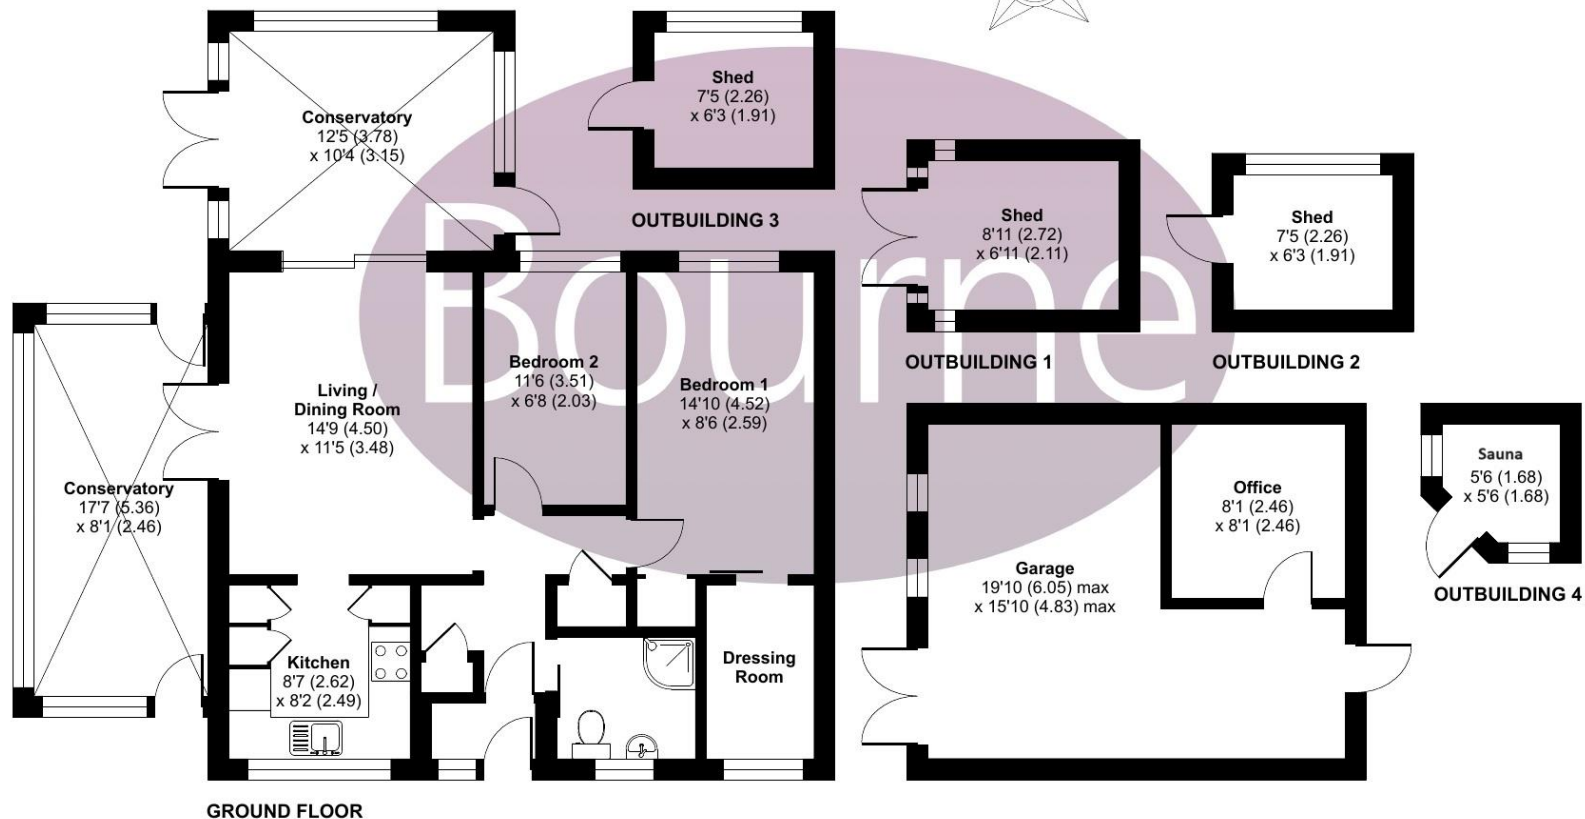 Conservatory
12'5 (3.78)
x 10'4 (3.15)
Shed
7'5 (2.26)
x 6'3 (1.91)
OUTBUILDING 3
Shed
8'11 (2.72)
x 6'11 (2.11)
OUTBUILDING 1
Shed
7'5 (2.26)
x 6'3 (1.91)
OUTBUILDING 2
Bourne
Living /
Dining Room
14'9 (4.50)
x 11'5 (3.48)
Bedroom 2
11'6 (3.51)
x 6'8 (2.03)
Bedroom 1
14'10 (4.52)
x 8'6 (2.59)
Conservatory
17'7 (5.36)
x 8'1 (2.46)
Kitchen
8'7 (2.62)
x 8'2 (2.49)
Dressing
Room
GROUND FLOOR
Garage
19'10 (6.05) max
x 15'10 (4.83) max
Office
8'1 (2.46)
x 8'1 (2.46)
Sauna
5'6 (1.68)
x 5'6 (1.68)
OUTBUILDING 4